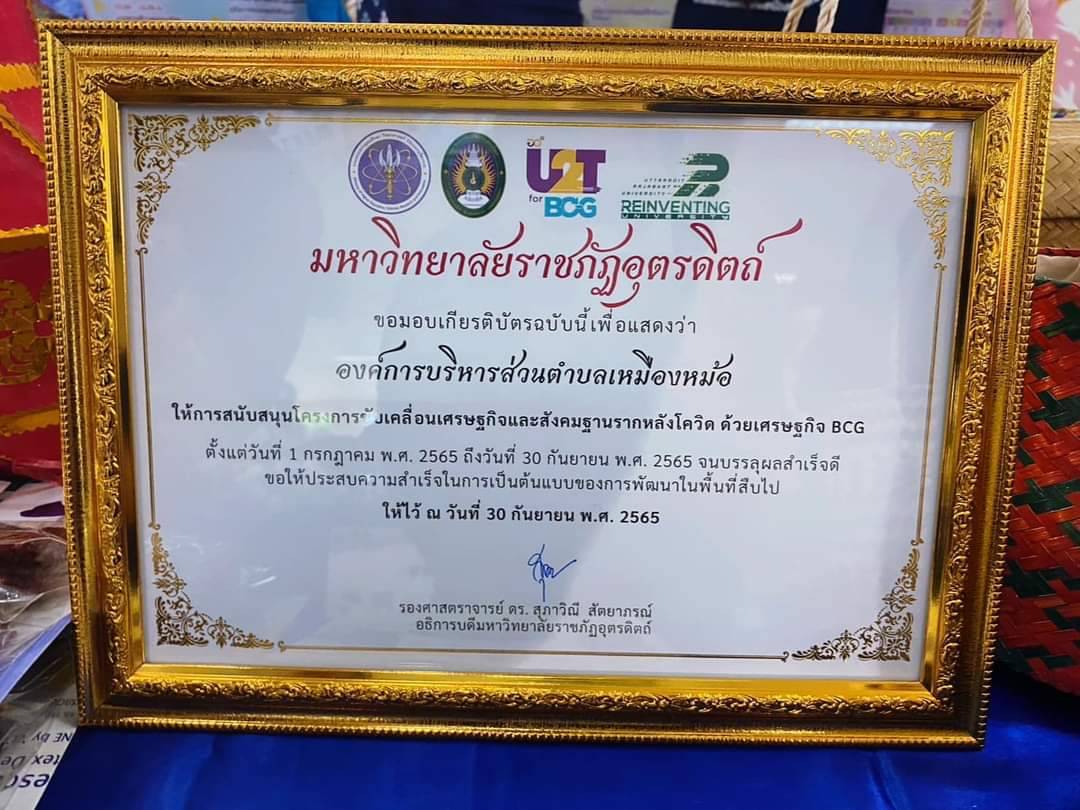 U2T
for BCG
UTTARADIT
RAJABHAT
UNIVERSITY
REINVENTING
UNIVERSITY
มหาวิทยาลัยราชภัฏอุตรดิตถ์
ขอมอบเกียรติบัตรฉบับนี้เพื่อแสดงว่า
องค์การบริหารส่วนตำบลเหมืองหม้อ
ให้การสนับสนุนโครงการขับเคลื่อนเศรษฐกิจและสังคมฐานรากหลังโควิด ด้วยเศรษฐกิจ BCG
ตั้งแต่วันที่ 1 กรกฎาคม พ.ศ. 2565 ถึงวันที่ 30 กันยายน พ.ศ. 2565 จนบรรลุผลสำเร็จดี
ขอให้ประสบความสำเร็จในการเป็นต้นแบบของการพัฒนาในพื้นที่สืบไป
ให้ไว้ ณ วันที่ 30 กันยายน พ.ศ. 2565
รองศาสตราจารย์ ดร. สุภาวิณี สัตยาภรณ์
อธิการบดีมหาวิทยาลัยราชภัฏอุตรดิตถ์